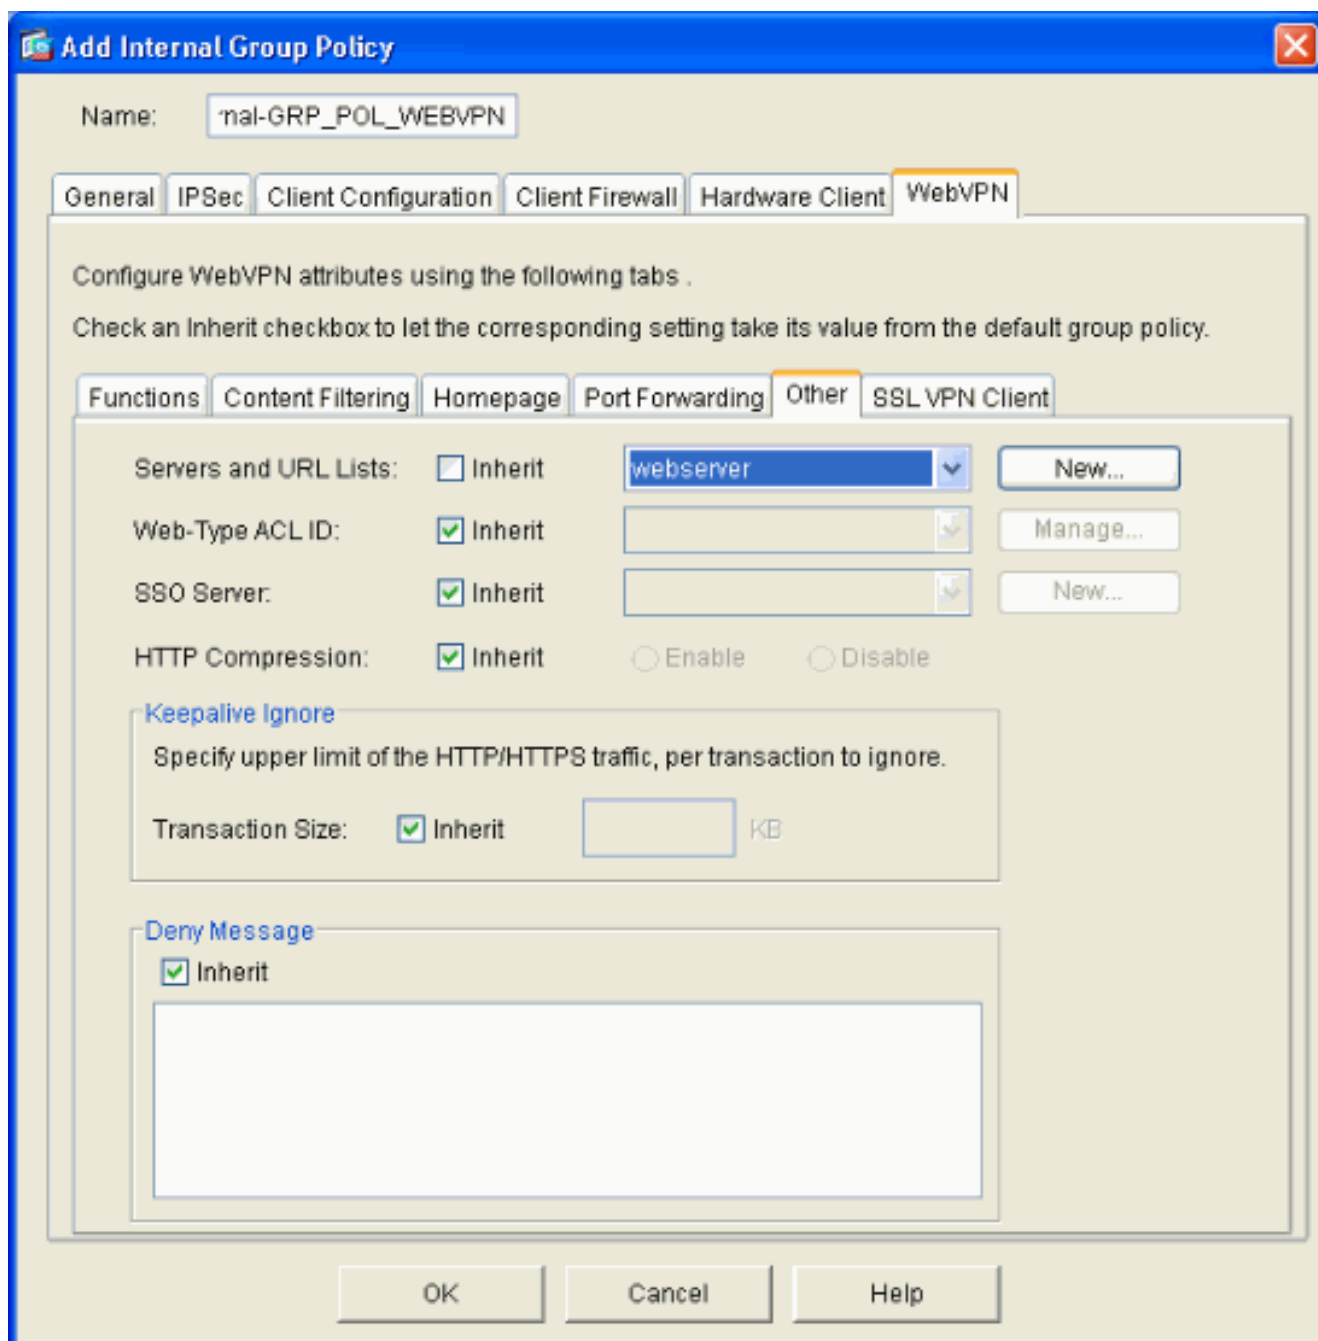 Add Internal Group Policy
Name: rnal-GRP_POL_WEBVPN
General IPSec Client Configuration Client Firewall Hardware Client WebVPN
Configure WebVPN attributes using the following tabs .
Check an Inherit checkbox to let the corresponding setting take its value from the default group policy.
Functions Content Filtering Homepage Port Forwarding Other SSL VPN Client
Servers and URL Lists: Inherit webserver New...
Web-Type ACL ID: Inherit Manage...
SSO Server: Inherit New...
HTTP Compression: Inherit Enable Disable
Keepalive Ignore
Specify upper limit of the HTTP/HTTPS traffic, per transaction to ignore.
Transaction Size: Inherit KB
Deny Message
Inherit
OK Cancel Help